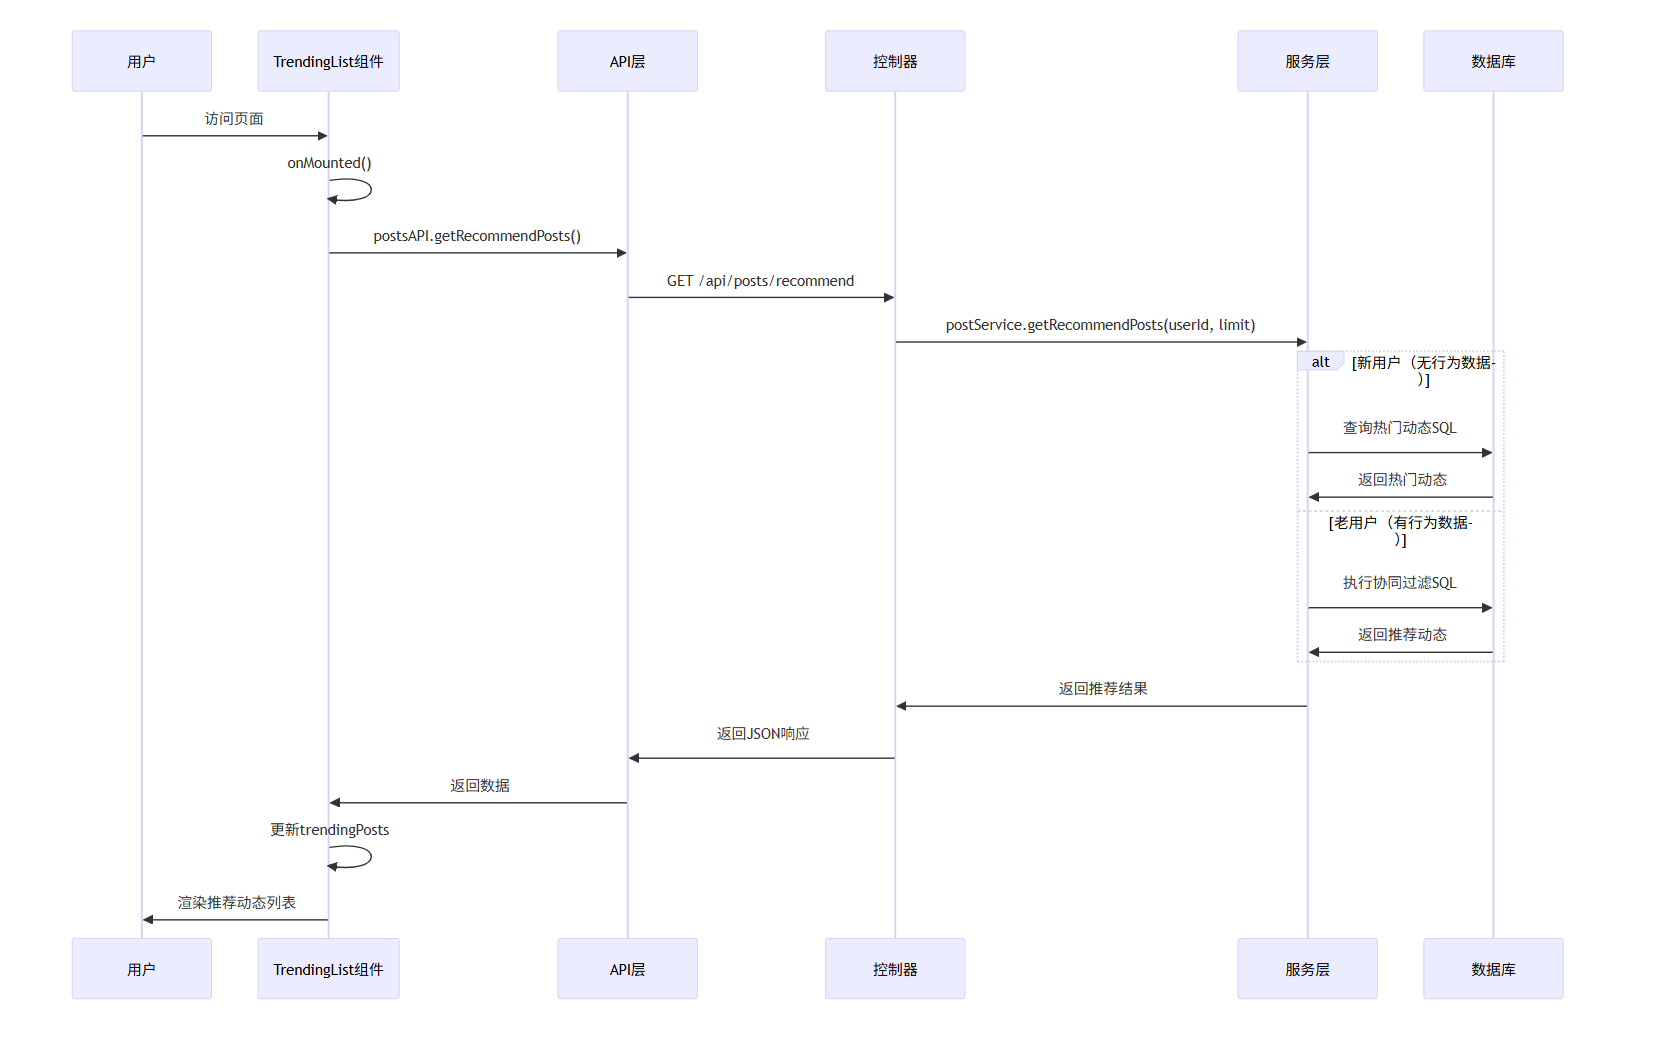 用户
TrendingList组件
API层
控制器
服务层
数据库
访问页面
onMounted()
postsAPI.getRecommendPosts()
GET /api/posts/recommend
postService.getRecommendPosts(userId, limit)
alt
[新用户（无行为数据-
）]
查询热门动态SQL
返回热门动态
[老用户（有行为数据-
）]
执行协同过滤SQL
返回推荐动态
返回推荐结果
返回JSON响应
返回数据
更新trendingPosts
渲染推荐动态列表
用户
TrendingList组件
API层
控制器
服务层
数据库